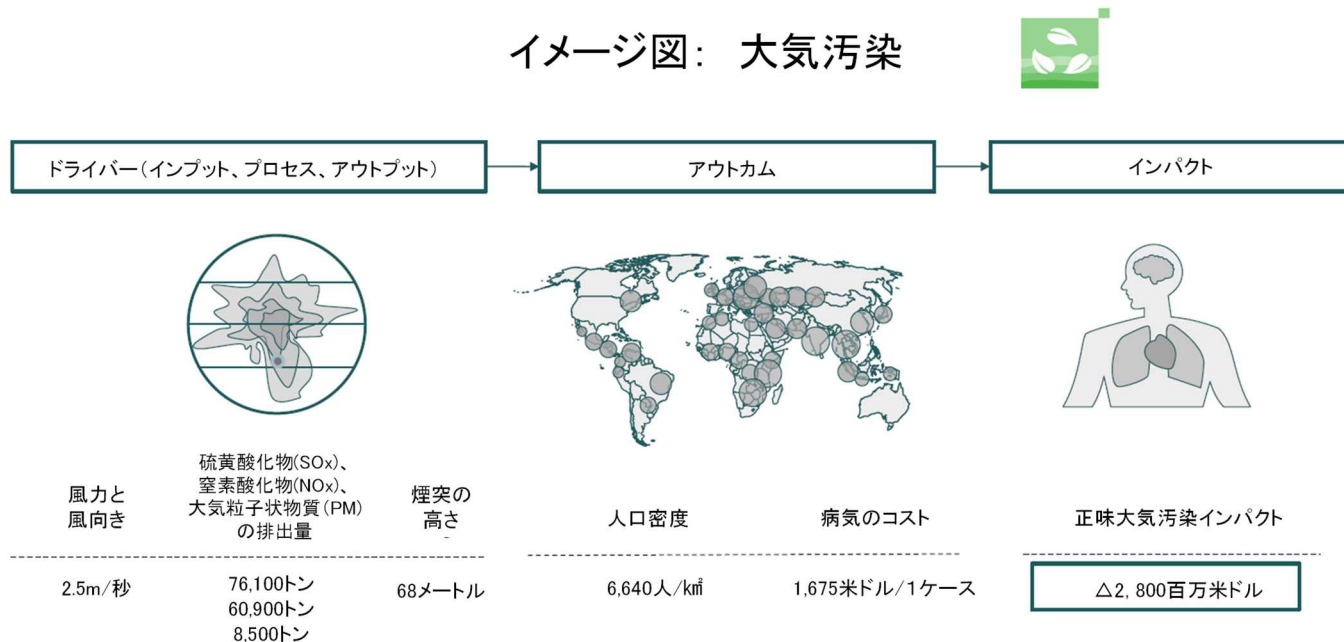 イメージ図： 大気汚染
ドライバー（インプット、プロセス、アウトプット）
アウトカム
インパクト
風力と
風向き
硫黄酸化物(SOx)、
窒素酸化物(NOx)、
大気粒子状物質(PM)
の排出量
煙突の
高さ
人口密度
病気のコスト
正味大気汚染インパクト
2.5m/秒
76,100トン
60,900トン
8,500トン
68メートル
6,640人/k㎡
1,675米ドル/1ケース
△2,800百万米ドル